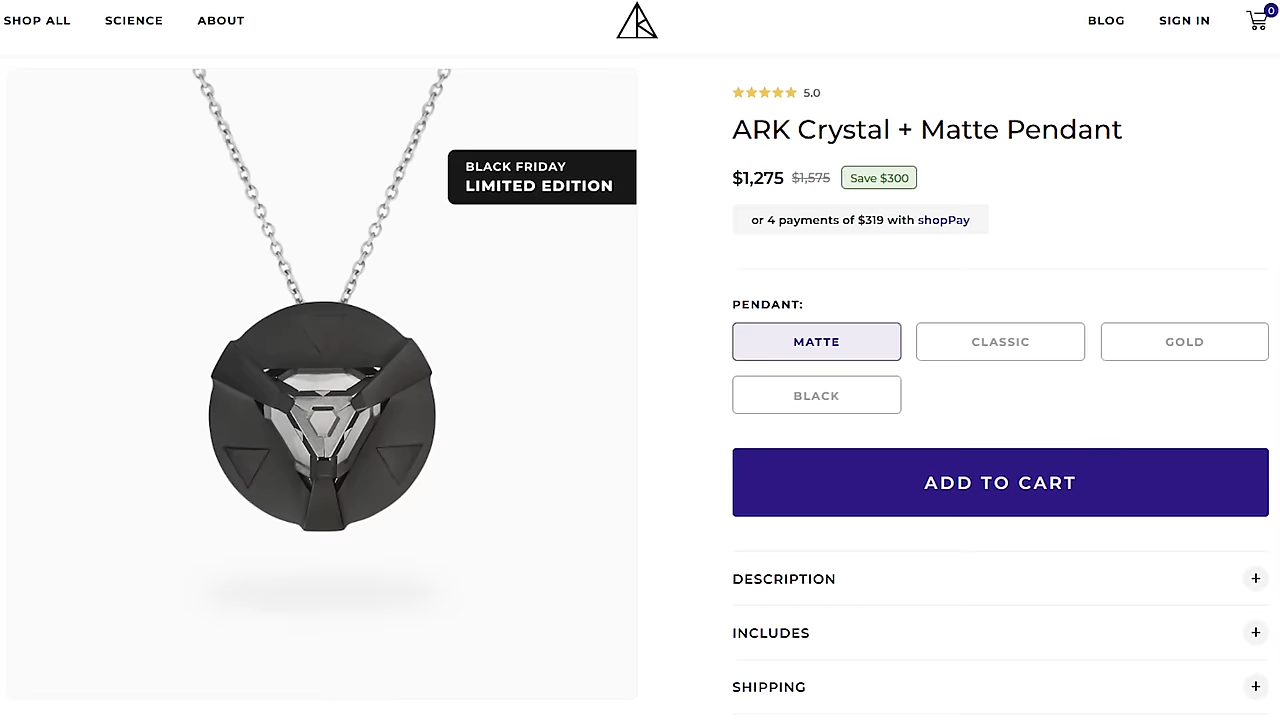 SHOP ALL SCIENCE ABOUT
BLOG SIGN IN 0
BLACK FRIDAY
LIMITED EDITION
5.0
ARK Crystal + Matte Pendant
$1,275 $1,575 Save $300
or 4 payments of $319 with shopPay
PENDANT:
MATTE CLASSIC GOLD
BLACK
ADD TO CART
DESCRIPTION +
INCLUDES +
SHIPPING +